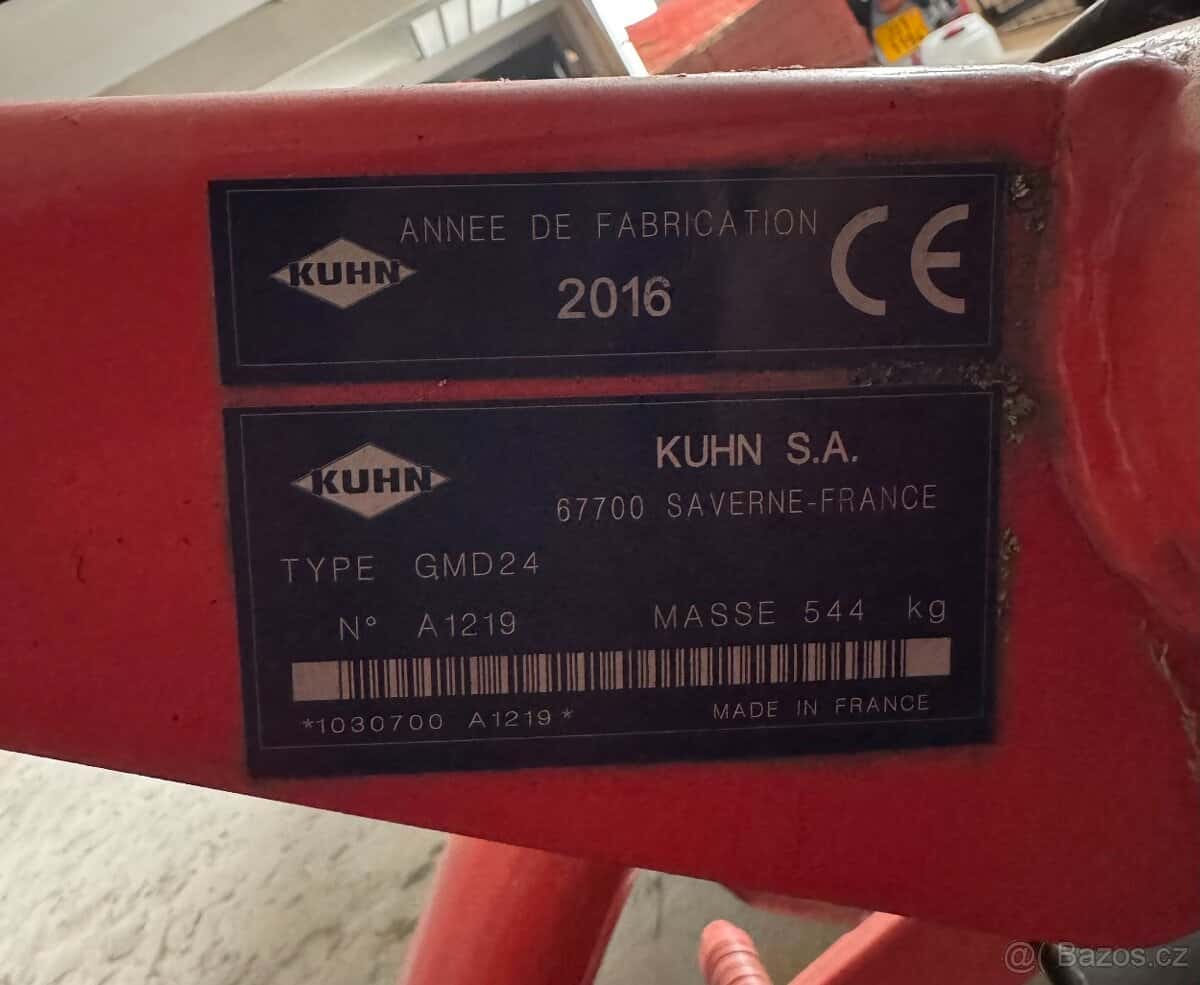 ANNEE DE FABRICATION
KUHN
2016
CE
KUHN
KUHN S.A.
67700 SAVERNE-FRANCE
TYPE GMD24
N° A1219 MASSE 544 kg
*1030700 A1219*
MADE IN FRANCE
@Bazos.cz